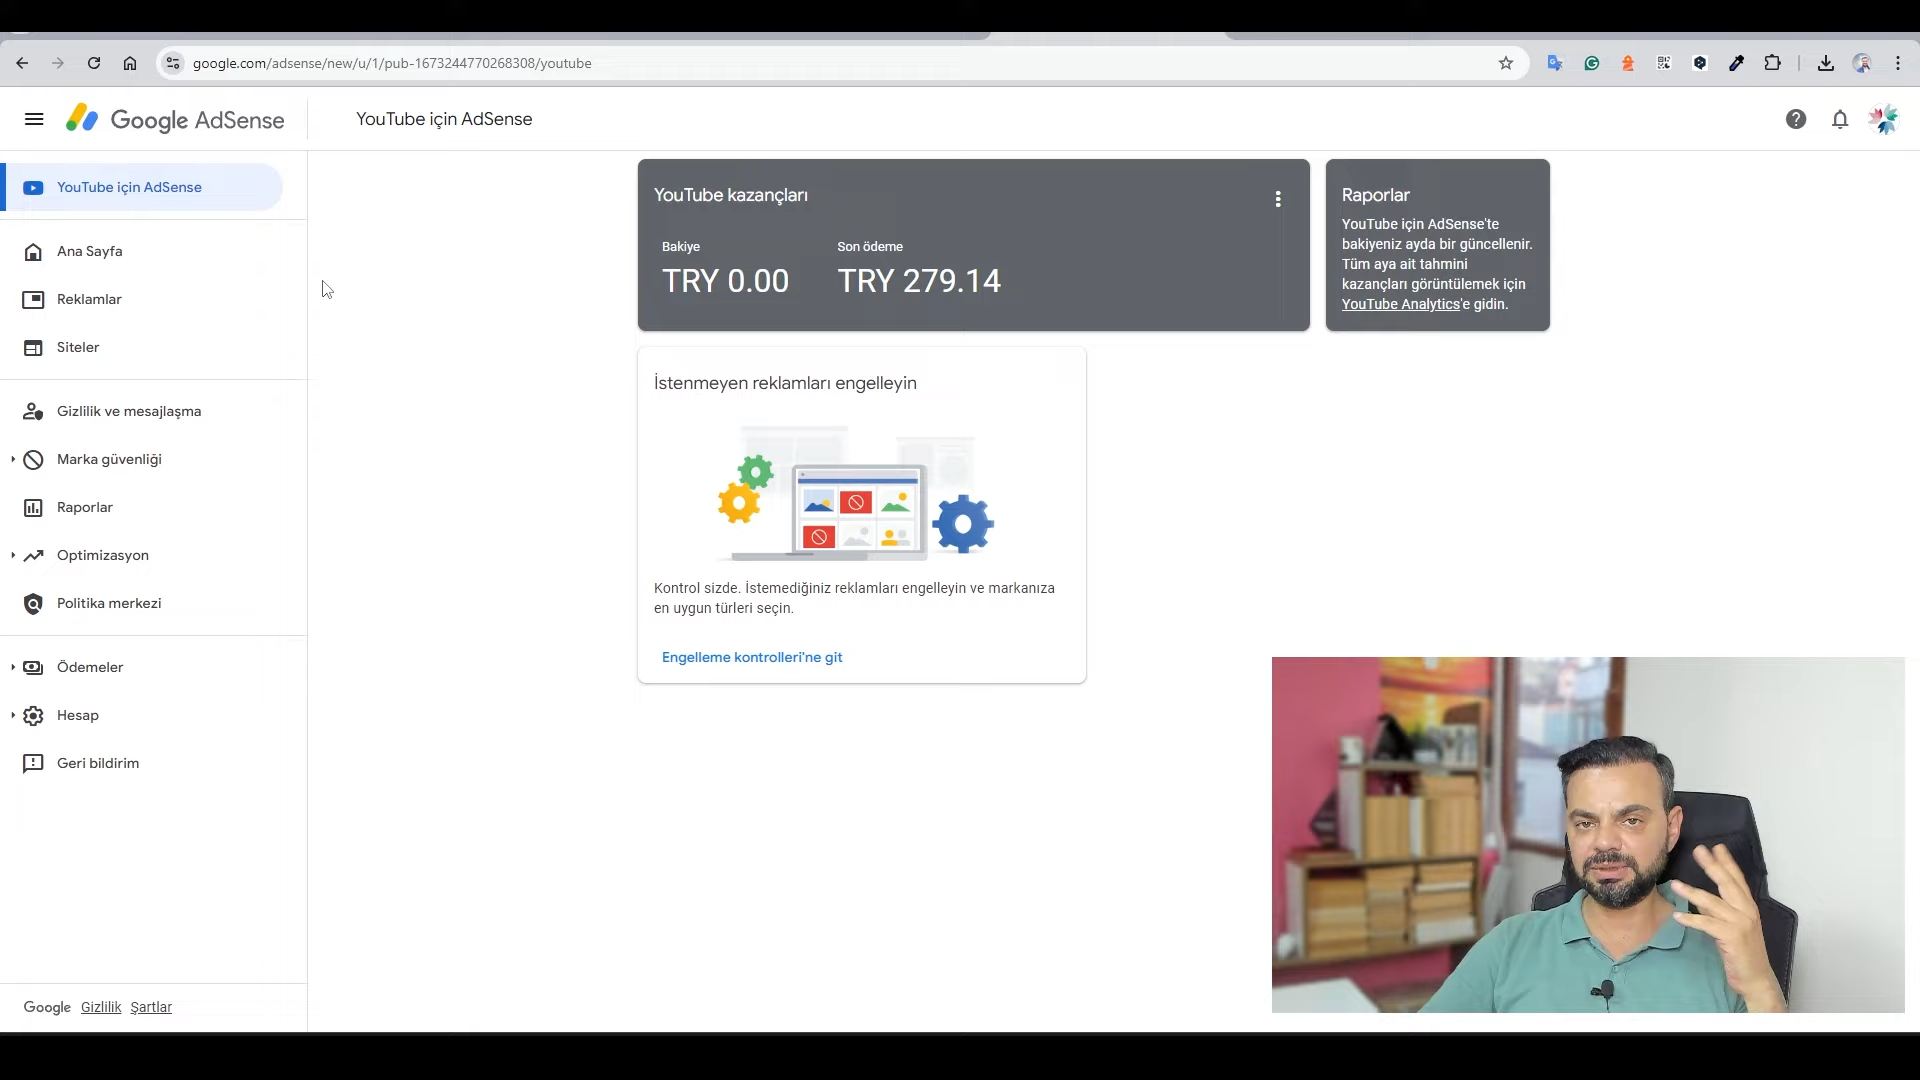 google.com/adsense/new/u/1/pub-1673244770268308/youtube
Google AdSense
YouTube için AdSense
YouTube için AdSense
Ana Sayfa
Reklamlar
Siteler
Gizlilik ve mesajlaşma
Marka güvenliği
Raporlar
Optimizasyon
Politika merkezi
Ödemeler
Hesap
Geri bildirim
Google Gizlilik Şartlar
YouTube kazançları
Bakiye
TRY 0.00
Son ödeme
TRY 279.14
Raporlar
YouTube için AdSense'te
bakiyeniz ayda bir güncellenir.
Tüm aya ait tahmini
kazançları görüntülemek için
YouTube Analytics'e gidin.
İstenmeyen reklamları engelleyin
Kontrol sizde. İstemediğiniz reklamları engelleyin ve markanıza
en uygun türleri seçin.
Engelleme kontrolleri'ne git